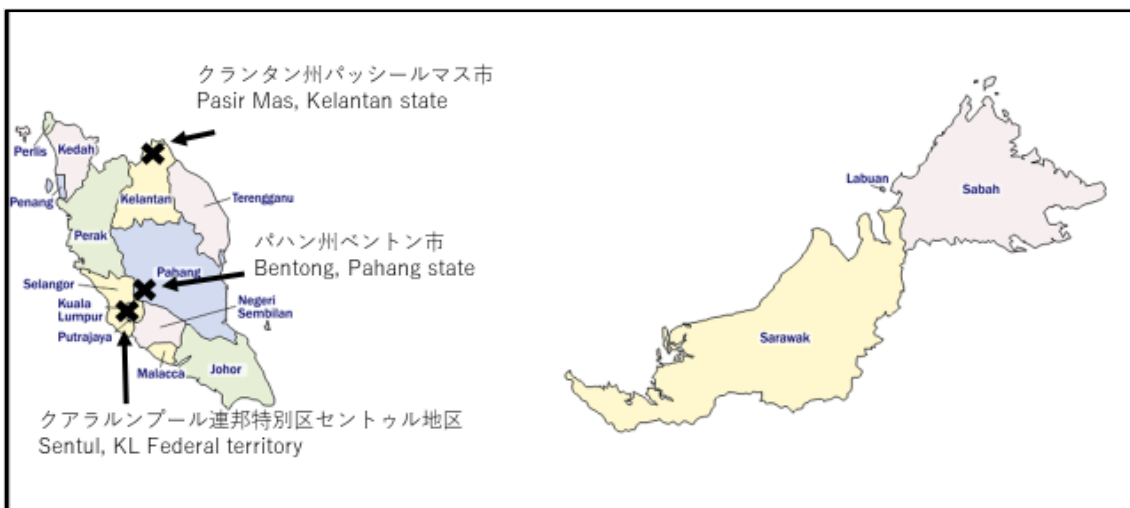 クランタン州パッシールマス市
Pasir Mas, Kelantan state
Perlis
Kedah
Penang
Kelantan
Terengganu
Perak
パハン州ベントン市
Bentong, Pahang state
Pahang
Selangor
Kuala
Lumpur
Negeri
Sembilan
Putrajaya
Malacca
Johor
クアラルンプール連邦特別区セントゥル地区
Sentul, KL Federal territory
Labuan
Sabah
Sarawak